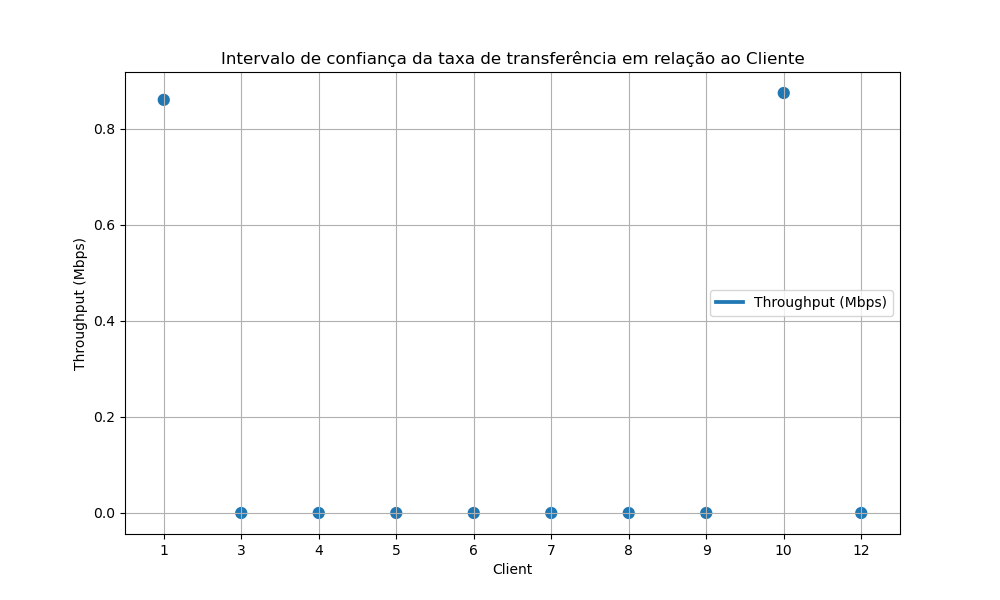 Intervalo de confiança da taxa de transferência em relação ao Cliente
Throughput (Mbps)
0.8
0.6
0.4
0.2
0.0
Throughput (Mbps)
1 3 4 5 6 7 8 9 10 12
Client